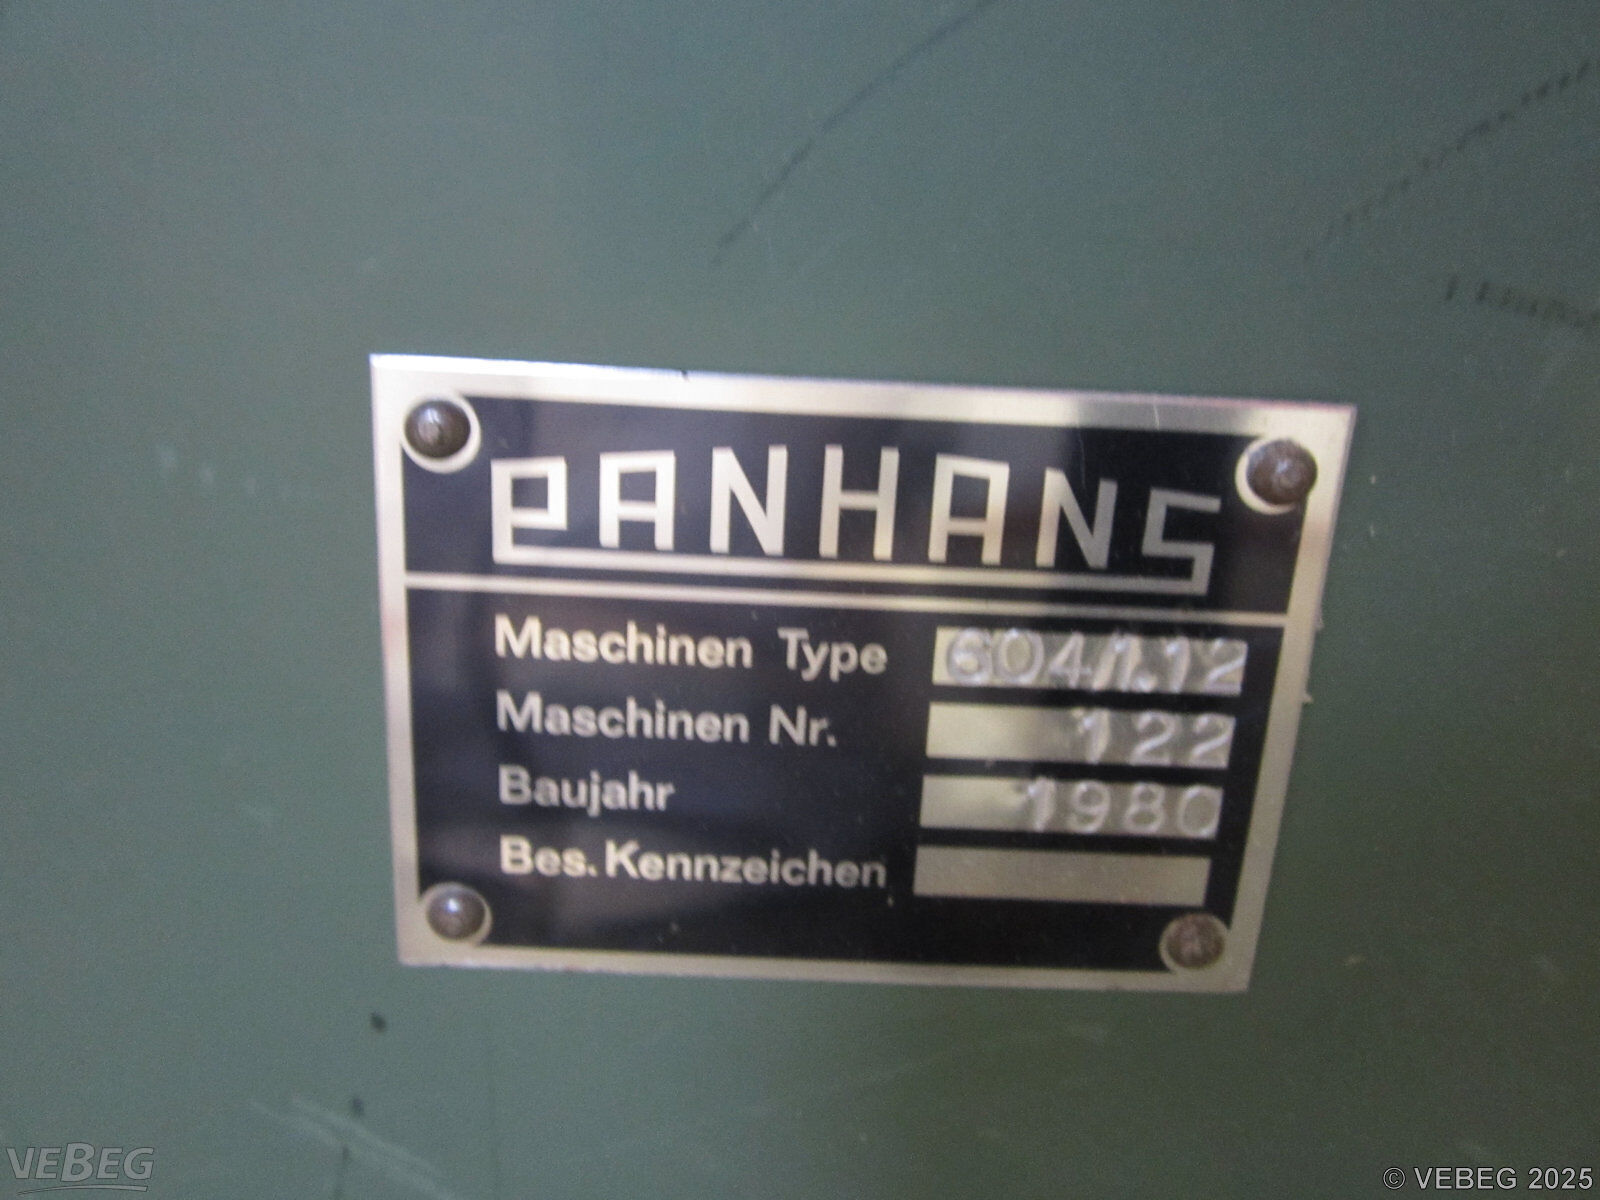 PANHANS
Maschinen Type 604/1.12
Maschinen Nr. 122
Baujahr 1980
Bes. Kennzeichen
VEBEG
© VEBEG 2025